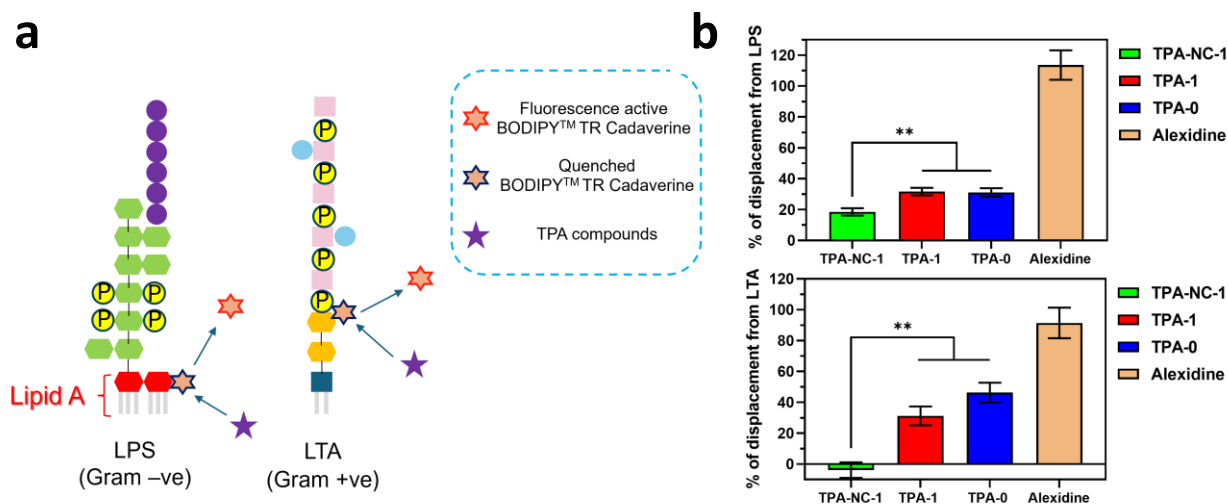 a
Fluorescence active
BODIPY™ TR Cadaverine
Quenched
BODIPY™ TR Cadaverine
TPA compounds
P
P
P
P
P
P
P
P
P
Lipid A
LPS
(Gram –ve)
LTA
(Gram +ve)
b
% of displacement from LPS
120
100
80
60
40
20
0
**
TPA-NC-1
TPA-1
TPA-0
Alexidine
TPA-NC-1
TPA-1
TPA-0
Alexidine
% of displacement from LTA
120
100
80
60
40
20
0
**
TPA-NC-1
TPA-1
TPA-0
Alexidine
TPA-NC-1
TPA-1
TPA-0
Alexidine